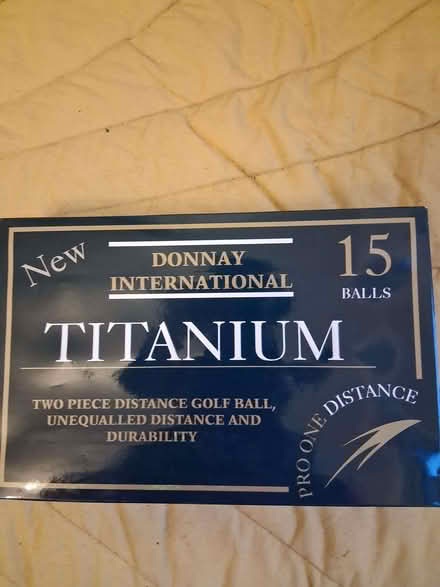 New
DONNAY
INTERNATIONAL
15
BALLS
TITANIUM
TWO PIECE DISTANCE GOLF BALL,
UNEQUALLED DISTANCE AND
DURABILITY
PRO ONE DISTANCE